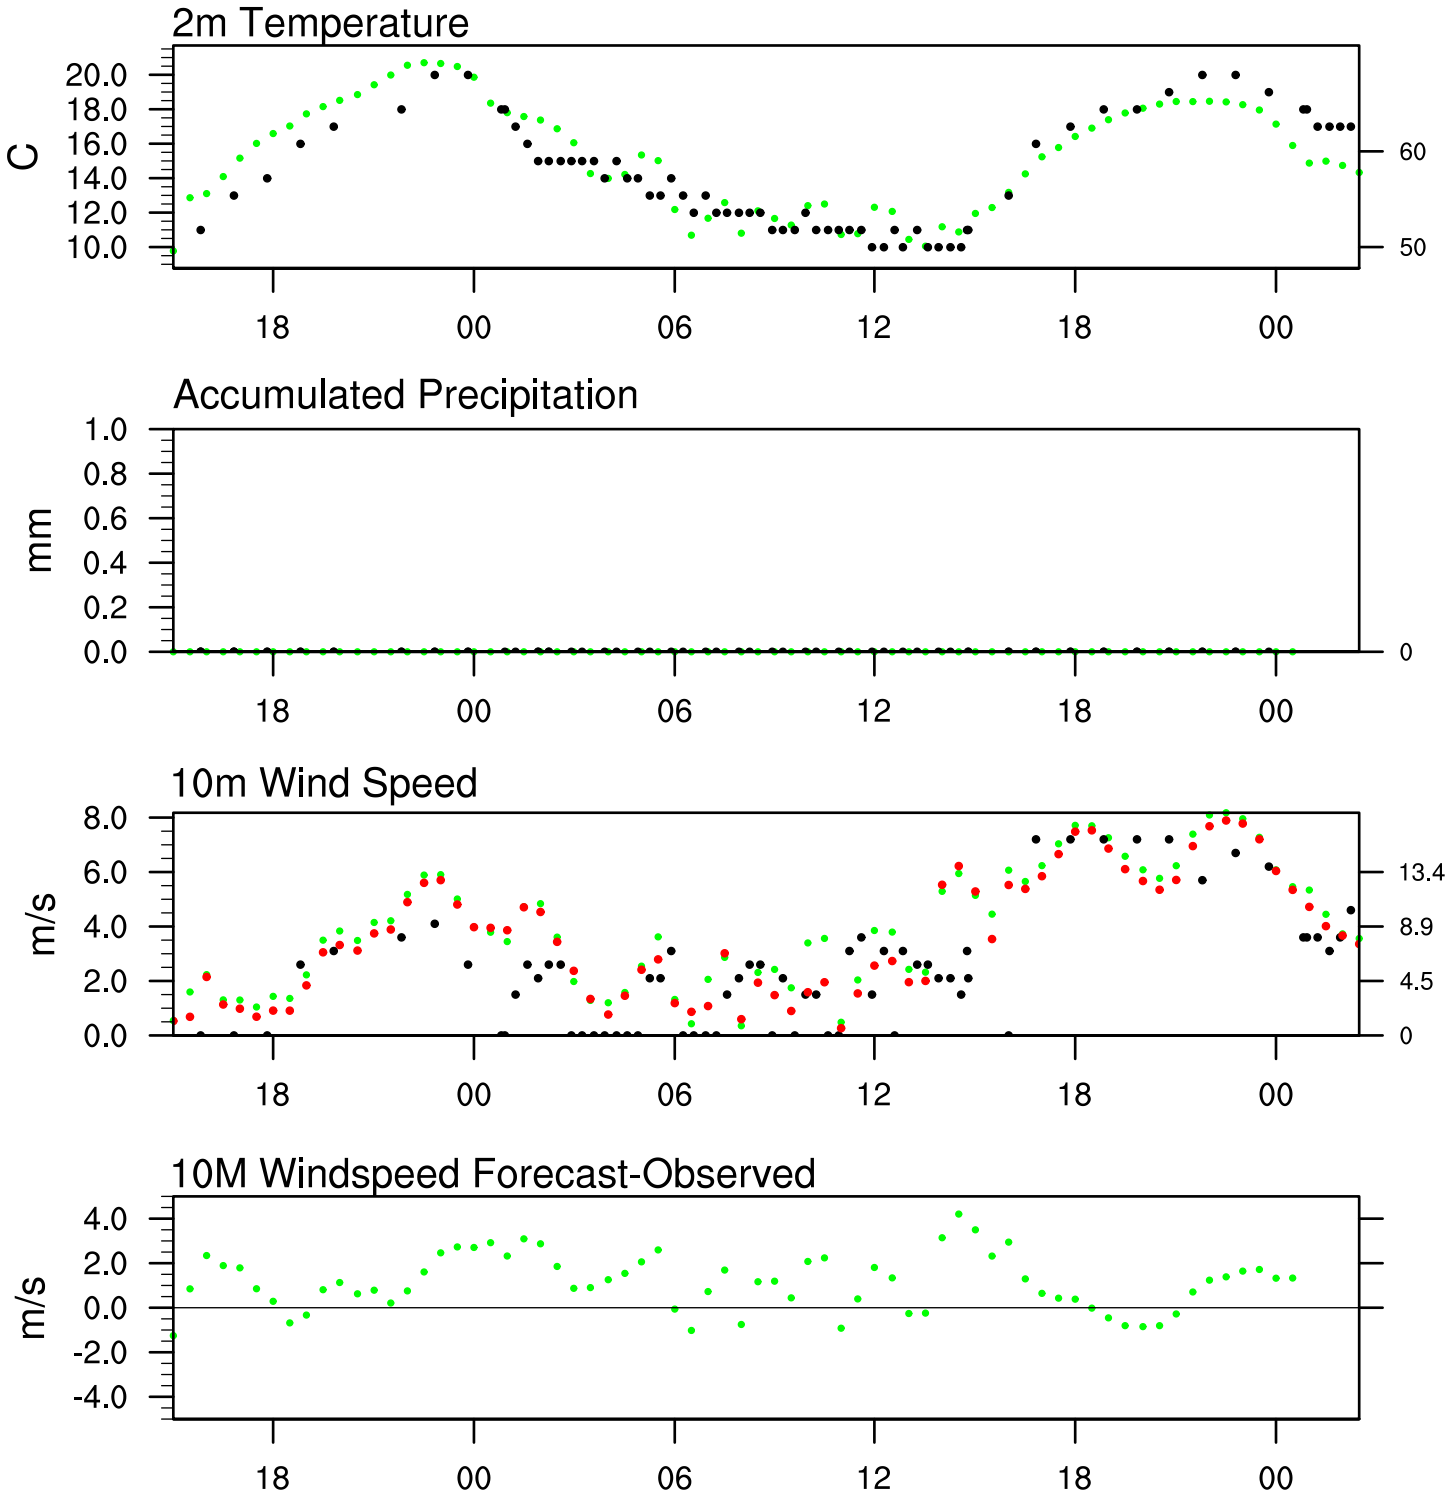 2m Temperature
C
20.0
18.0
16.0
14.0
12.0
10.0
60
50
18 00 06 12 18 00
Accumulated Precipitation
mm
1.0
0.8
0.6
0.4
0.2
0.0
0
18 00 06 12 18 00
10m Wind Speed
m/s
8.0
6.0
4.0
2.0
0.0
13.4
8.9
4.5
0
18 00 06 12 18 00
10M Windspeed Forecast-Observed
m/s
4.0
2.0
0.0
-2.0
-4.0
18 00 06 12 18 00